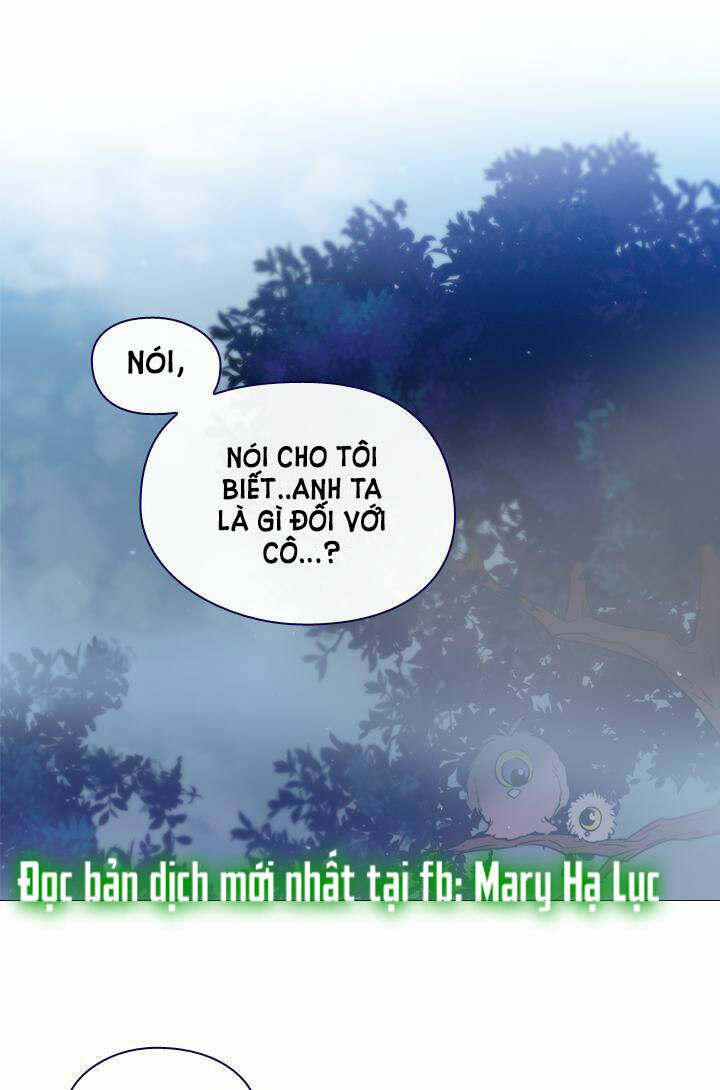 NÓI,
NÓI CHO TÔI
BIẾT..ANH TA
LÀ GÌ ĐỐI VỚI
CÔ...?
Đọc bản dịch mới nhất tại fb: Mary Hạ Lục